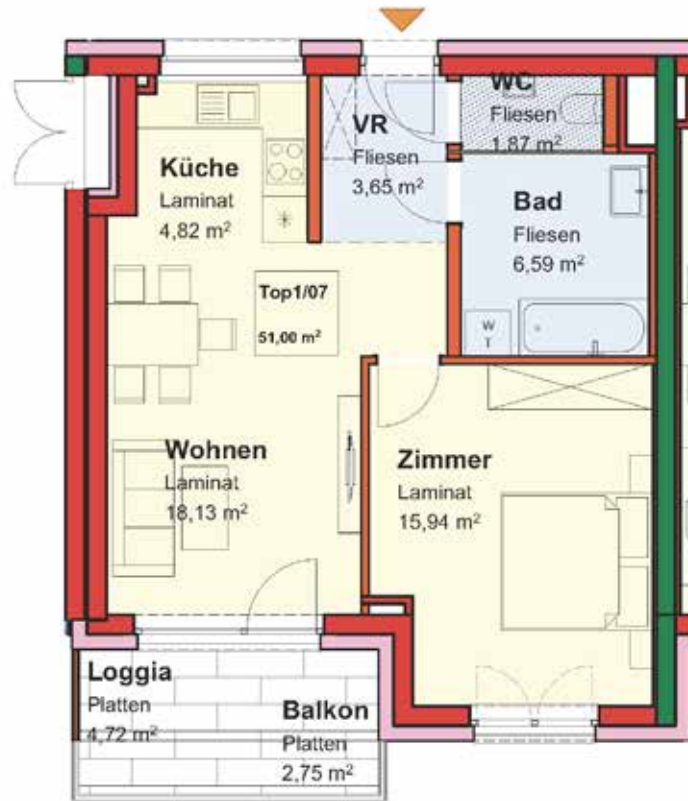 WC
Fliesen
1,87 m²
VR
Fliesen
3,65 m²
Küche
Laminat
4,82 m²
Bad
Fliesen
6,59 m²
Top1/07
51,00 m²
W
T
Wohnen
Laminat
18,13 m²
Zimmer
Laminat
15,94 m²
Loggia
Platten
4,72 m²
Balkon
Platten
2,75 m²